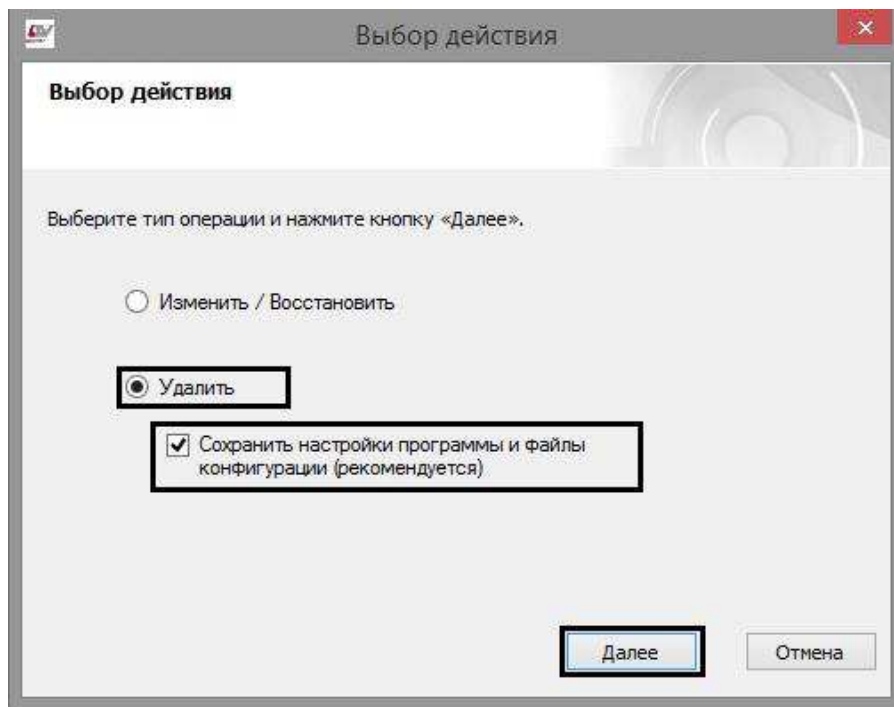 Выбор действия
Выбор действия
Выберите тип операции и нажмите кнопку «Далее».
Изменить / Восстановить
Удалить
Сохранить настройки программы и файлы
конфигурации (рекомендуется)
Далее
Отмена